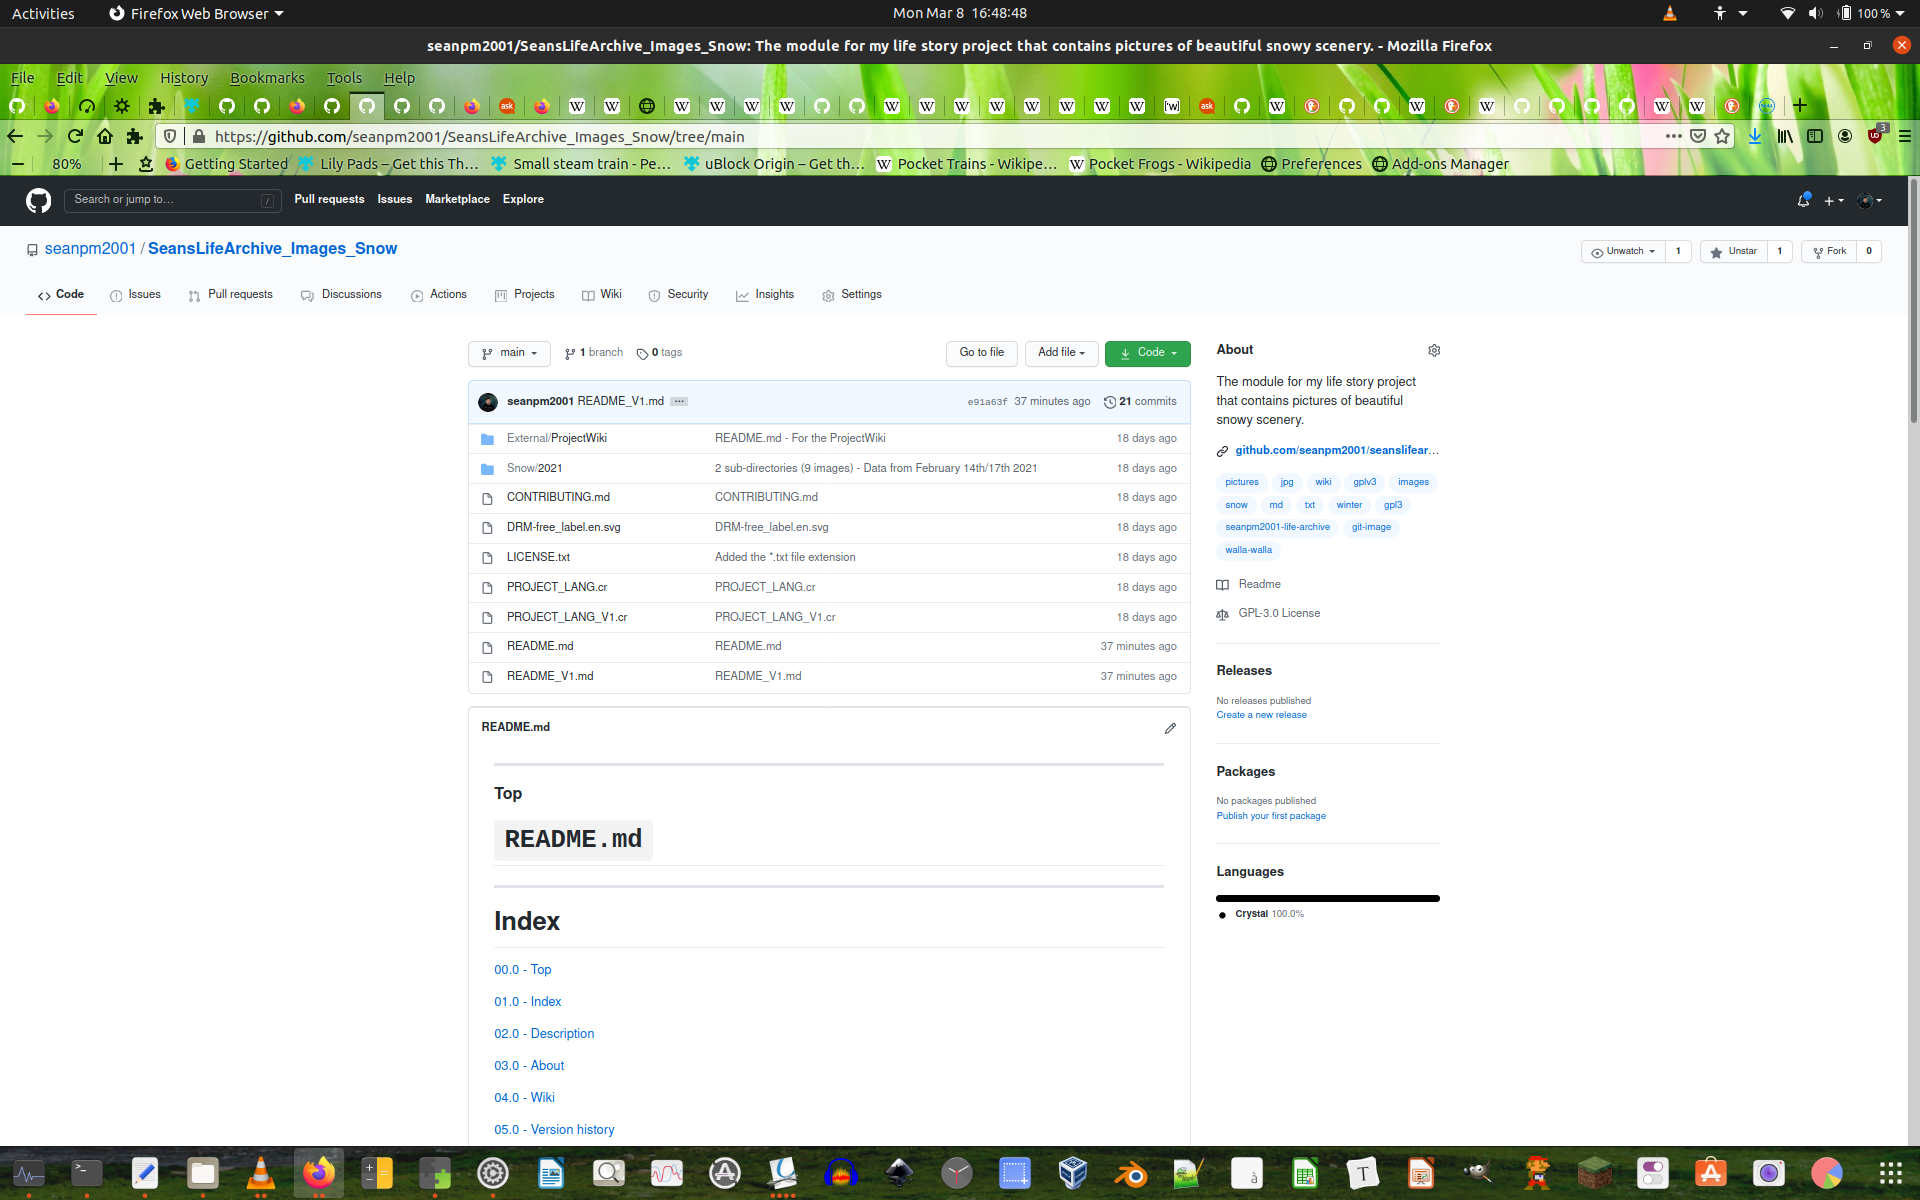 Activities Firefox Web Browser Mon Mar 8 16:48:48 100 %
seanpm2001/SeansLifeArchive_Images_Snow: The module for my life story project that contains pictures of beautiful snowy scenery. - Mozilla Firefox
File Edit View History Bookmarks Tools Help
https://github.com/seanpm2001/SeansLifeArchive_Images_Snow/tree/main 3
80% Getting Started Lily Pads – Get this Th… Small steam train - Pe… uBlock Origin – Get th… Pocket Trains - Wikipe… Pocket Frogs - Wikipedia Preferences Add-ons Manager
Search or jump to… / Pull requests Issues Marketplace Explore
seanpm2001 / SeansLifeArchive_Images_Snow Unwatch 1 Unstar 1 Fork 0
Code Issues Pull requests Discussions Actions Projects Wiki Security Insights Settings
main 1 branch 0 tags Go to file Add file Code
seanpm2001 README_V1.md ... e91a63f 37 minutes ago 21 commits
External/ProjectWiki README.md - For the ProjectWiki 18 days ago
Snow/2021 2 sub-directories (9 images) - Data from February 14th/17th 2021 18 days ago
CONTRIBUTING.md CONTRIBUTING.md 18 days ago
DRM-free_label.en.svg DRM-free_label.en.svg 18 days ago
LICENSE.txt Added the *.txt file extension 18 days ago
PROJECT_LANG.cr PROJECT_LANG.cr 18 days ago
PROJECT_LANG_V1.cr PROJECT_LANG_V1.cr 18 days ago
README.md README.md 37 minutes ago
README_V1.md README_V1.md 37 minutes ago
README.md
Top
README.md
Index
00.0 - Top
01.0 - Index
02.0 - Description
03.0 - About
04.0 - Wiki
05.0 - Version history
About
The module for my life story project
that contains pictures of beautiful
snowy scenery.
github.com/seanpm2001/seanslifear…
pictures jpg wiki gplv3 images
snow md txt winter gpl3
seanpm2001-life-archive git-image
walla-walla
Readme
GPL-3.0 License
Releases
No releases published
Create a new release
Packages
No packages published
Publish your first package
Languages
Crystal 100.0%